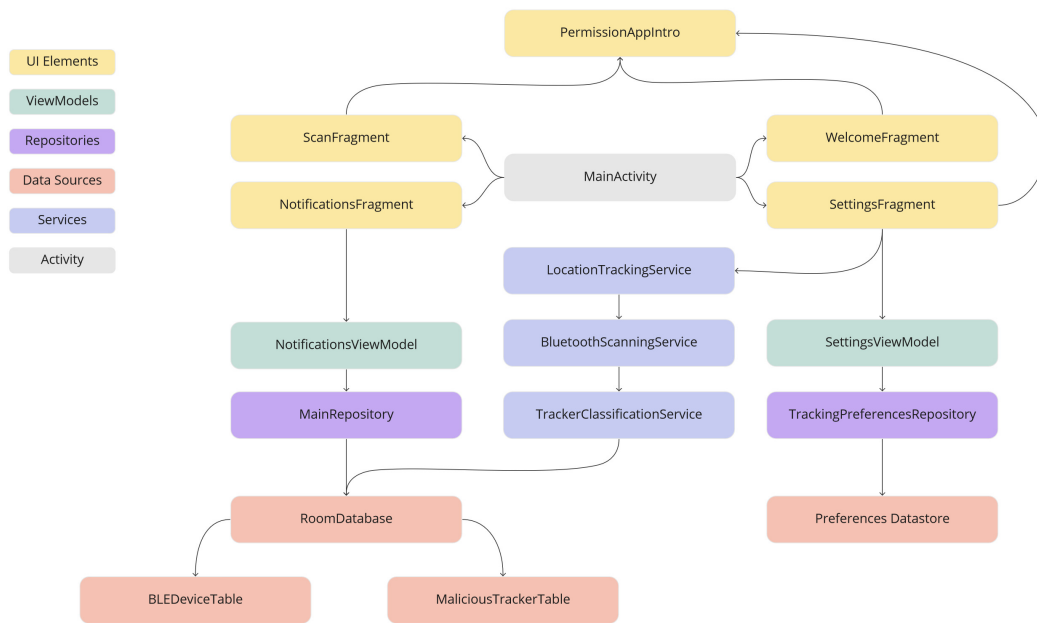 PermissionAppIntro
UI Elements
ViewModels
Repositories
Data Sources
Services
Activity
ScanFragment
WelcomeFragment
MainActivity
NotificationsFragment
SettingsFragment
LocationTrackingService
NotificationsViewModel
BluetoothScanningService
SettingsViewModel
MainRepository
TrackerClassificationService
TrackingPreferencesRepository
RoomDatabase
Preferences Datastore
BLEDeviceTable
MaliciousTrackerTable